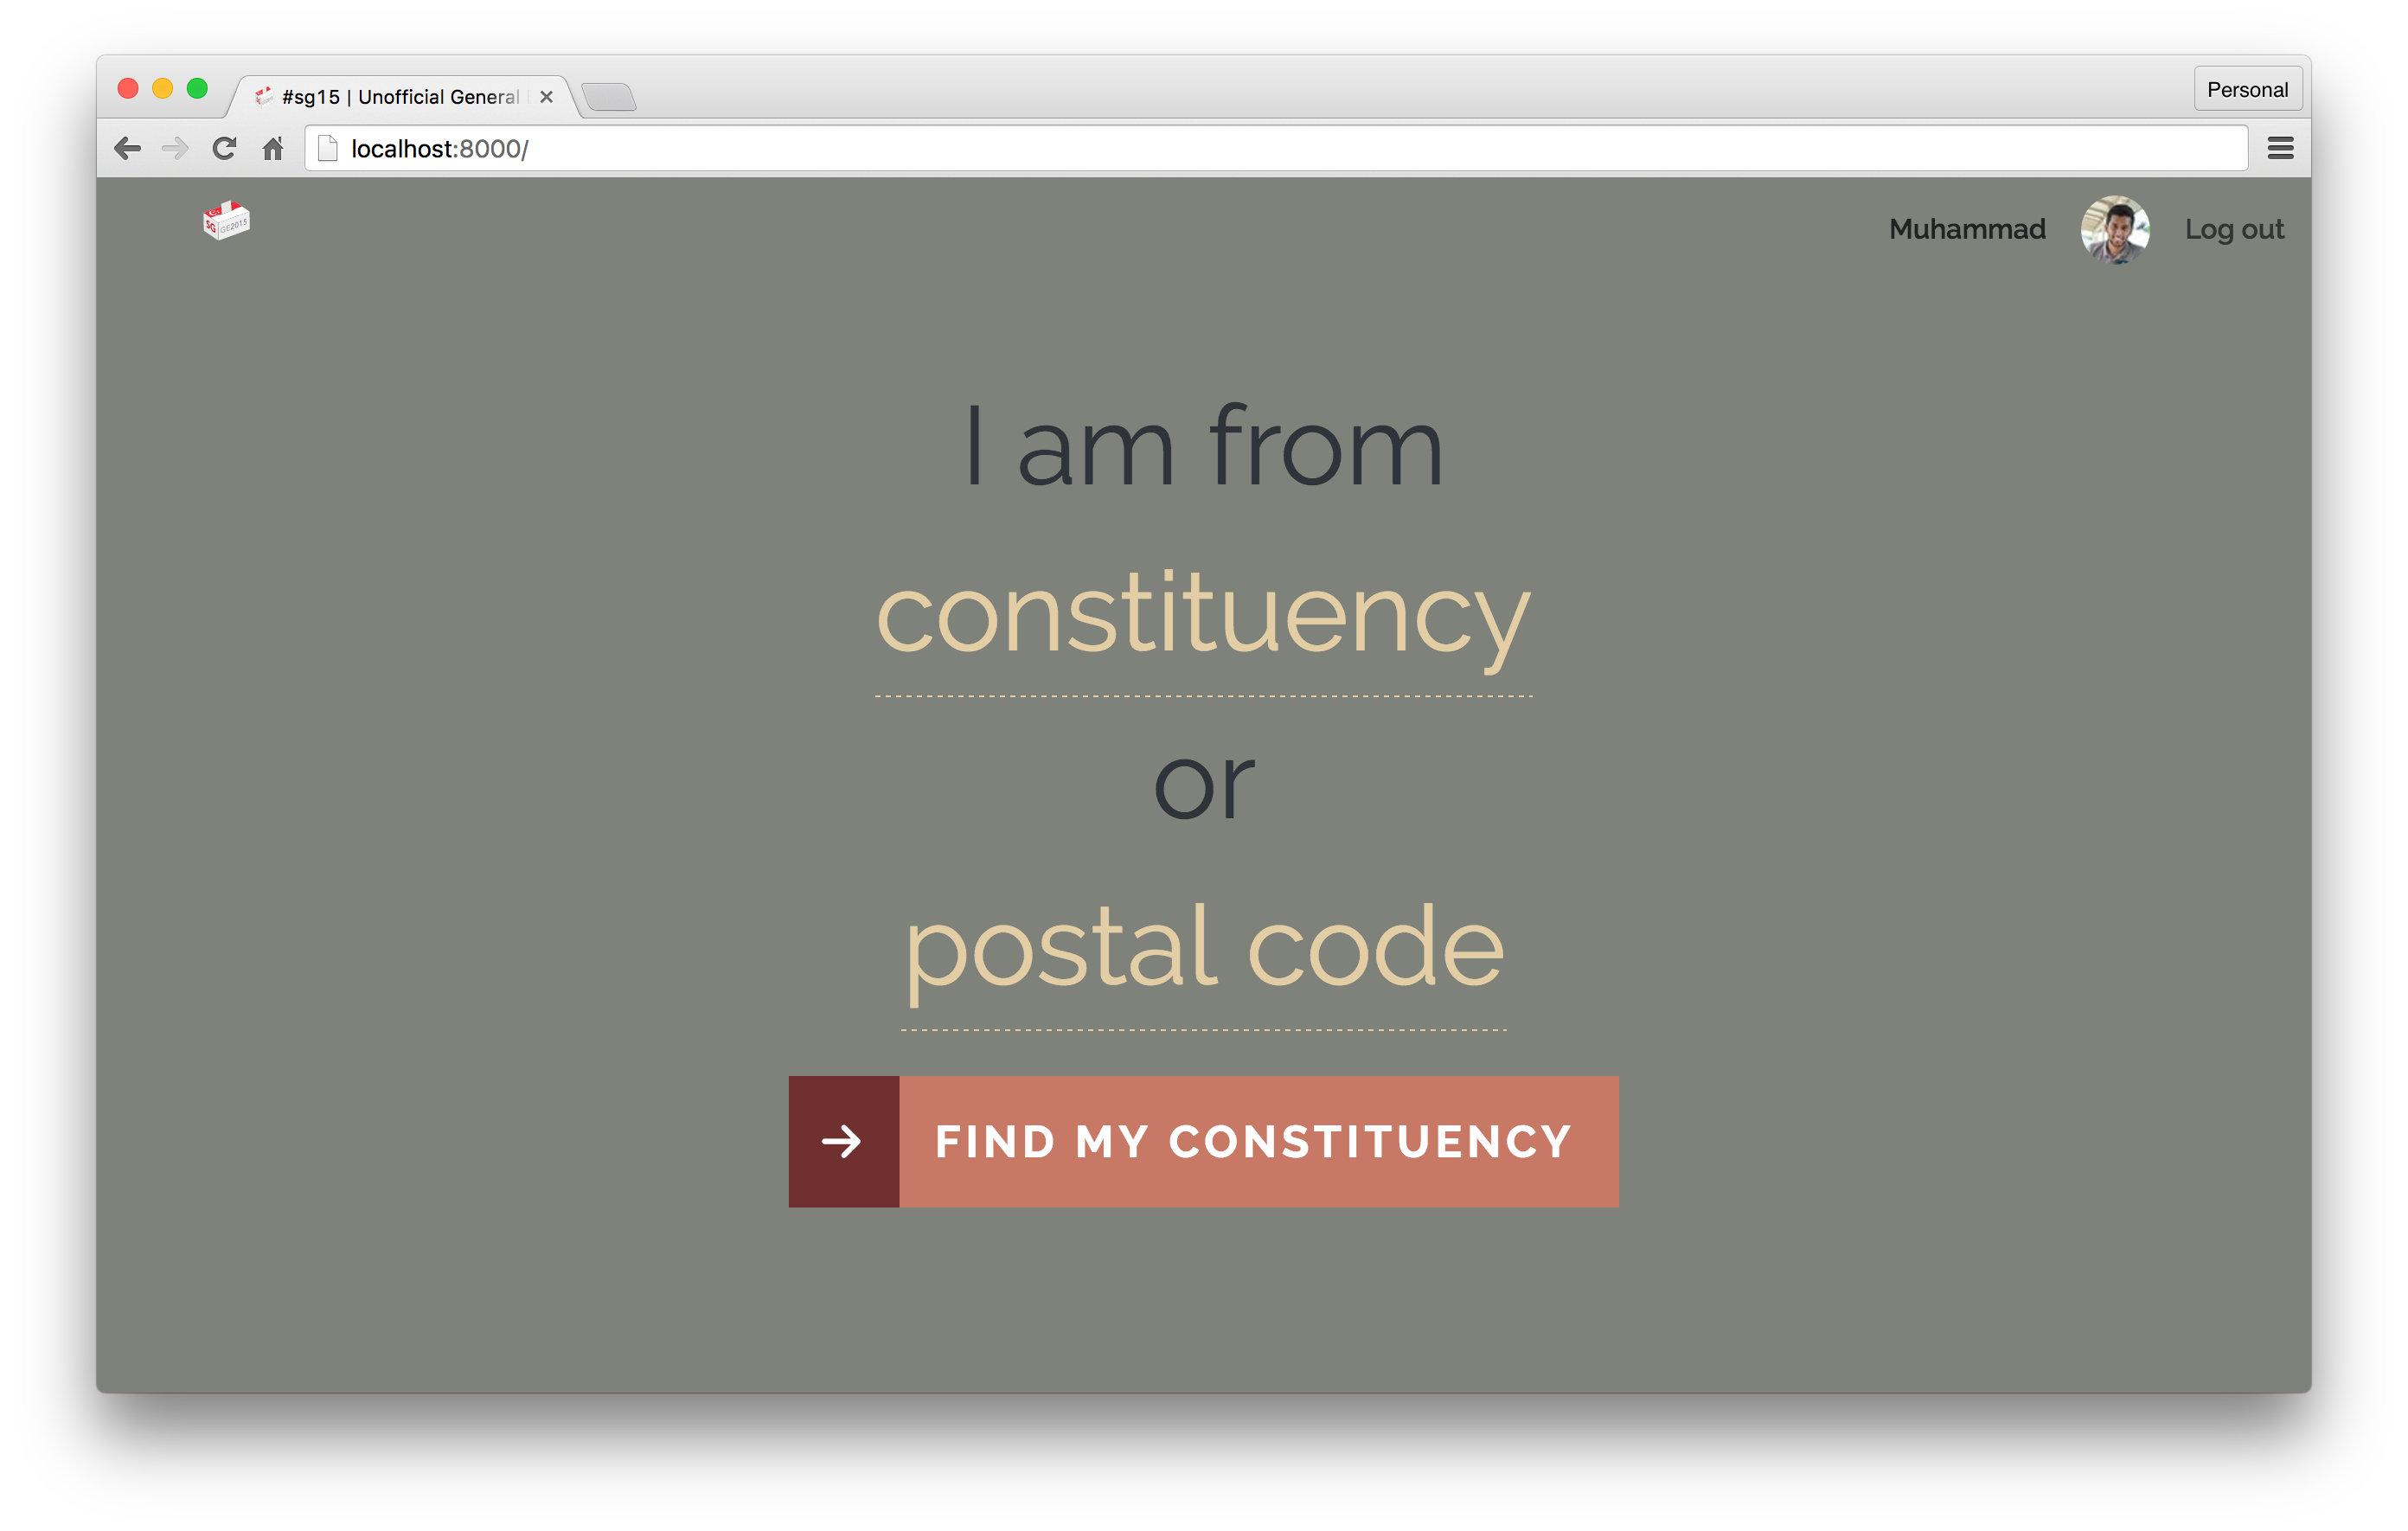 #sg15 | Unofficial General
Personal
localhost:8000/
SG GE2015
Muhammad
Log out
I am from
constituency
or
postal code
FIND MY CONSTITUENCY